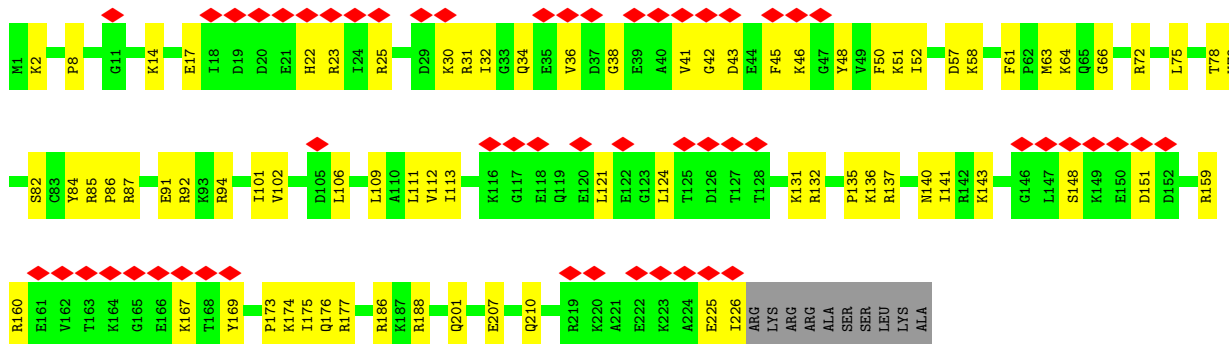 M1 K2 P8 G11 K14 E17 I18 D19 D20 E21 H22 R23 I24 R25 D29 K30 R31 I32 G33 Q34 E35 V36 D37 G38 E39 A40 V41 G42 D43 E44 F45 K46 G47 Y48 V49 F50 K51 I52 D57 K58 F61 P62 M63 K64 Q65 G66 R72 L75 T78
S82 C83 Y84 R85 P86 R87 E91 R92 K93 R94 I101 V102 D105 L106 L109 A110 L111 V112 I113 K116 G117 E118 Q119 E120 L121 E122 G123 L124 T125 D126 T127 T128 K131 R132 P135 K136 R137 N140 I141 R142 K143 G146 L147 S148 K149 E150 D151 D152 R159
R160 E161 V162 T163 K164 G165 E166 K167 T168 Y169 P173 K174 I175 Q176 R177 R186 K187 R188 Q201 E207 Q210 R219 K220 A221 E222 K223 A224 E225 I226 ARG LYS ARG ARG ALA SER SER LEU LYS ALA